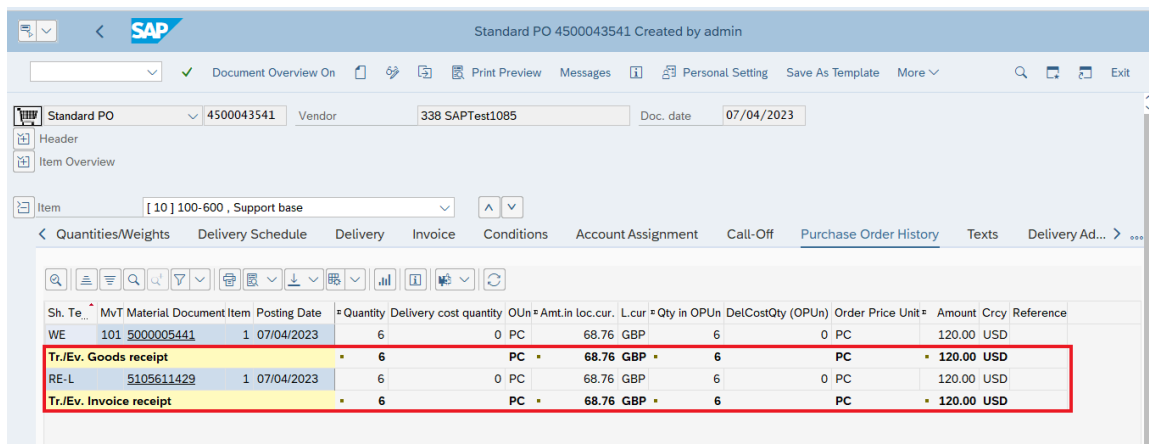 SAP Standard PO 4500043541 Created by admin
Document Overview On Print Preview Messages Personal Setting Save As Template More Exit
Standard PO 4500043541 Vendor 338 SAPTest1085 Doc. date 07/04/2023
Header
Item Overview
Item [ 10 ] 100-600 , Support base
Quantities/Weights Delivery Schedule Delivery Invoice Conditions Account Assignment Call-Off Purchase Order History Texts Delivery Ad...
Sh. Te… MvT Material Document Item Posting Date Quantity Delivery cost quantity OUn Amt.in loc.cur. L.cur Qty in OPUn DelCostQty (OPUn) Order Price Unit Amount Crcy Reference
WE 101 5000005441 1 07/04/2023 6 0 PC 68.76 GBP 6 0 PC 120.00 USD
Tr./Ev. Goods receipt 6 PC 68.76 GBP 6 PC 120.00 USD
RE-L 5105611429 1 07/04/2023 6 0 PC 68.76 GBP 6 0 PC 120.00 USD
Tr./Ev. Invoice receipt 6 PC 68.76 GBP 6 PC 120.00 USD